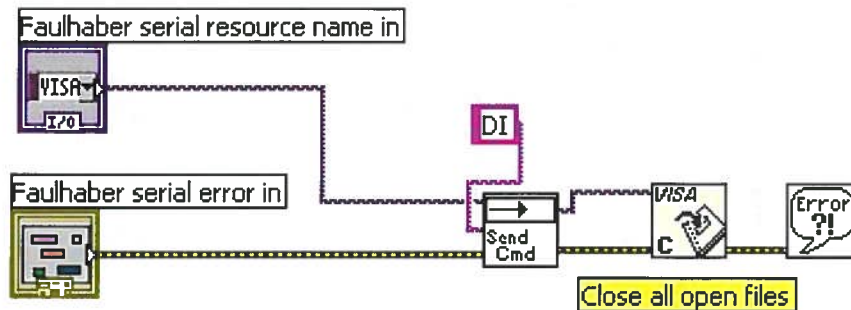 Faulhaber serial resource name in
VISA
I/O
DI
Faulhaber serial error in
Send
Cmd
VISA
C
Error
?!
Close all open files